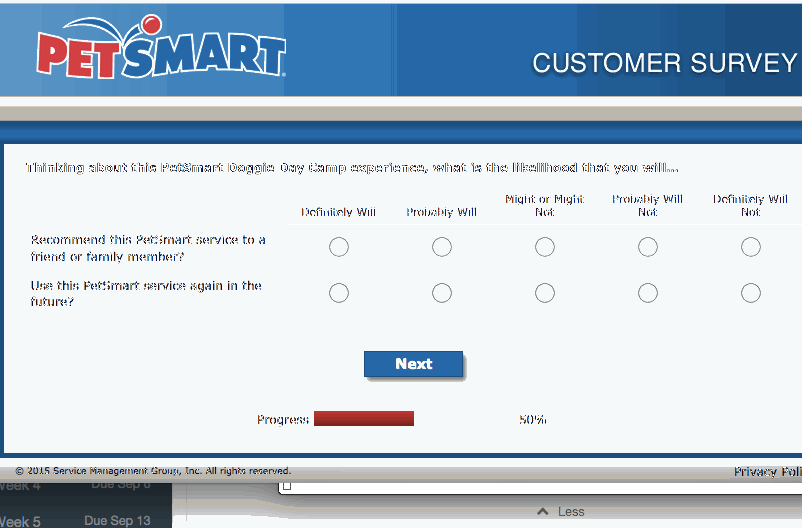 PETSMART
CUSTOMER SURVEY
Thinking about this PetSmart Doggie Day Camp experience, what is the likelihood that you will...
Definitely Will Probably Will Might or Might Not Probably Will Not Definitely Will Not
Recommend this PetSmart service to a
friend or family member?
Use this PetSmart service again in the
future?
Next
Progress 50%
© 2015 Service Management Group, Inc. All rights reserved. Privacy Poli
Week 4 Due Sep 6
Less
Week 5 Due Sep 13